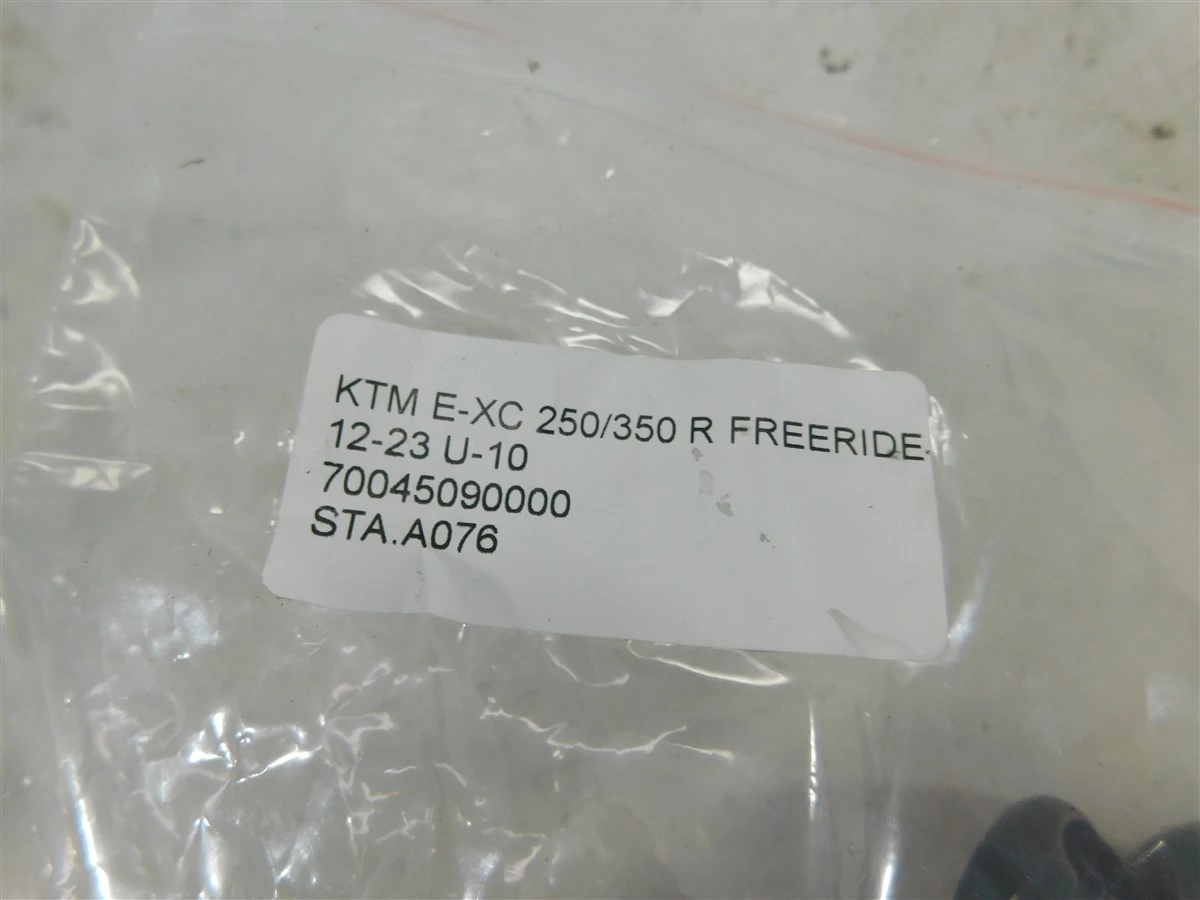 KTM E-XC 250/350 R FREERIDE
12-23 U-10
70045090000
STA.A076